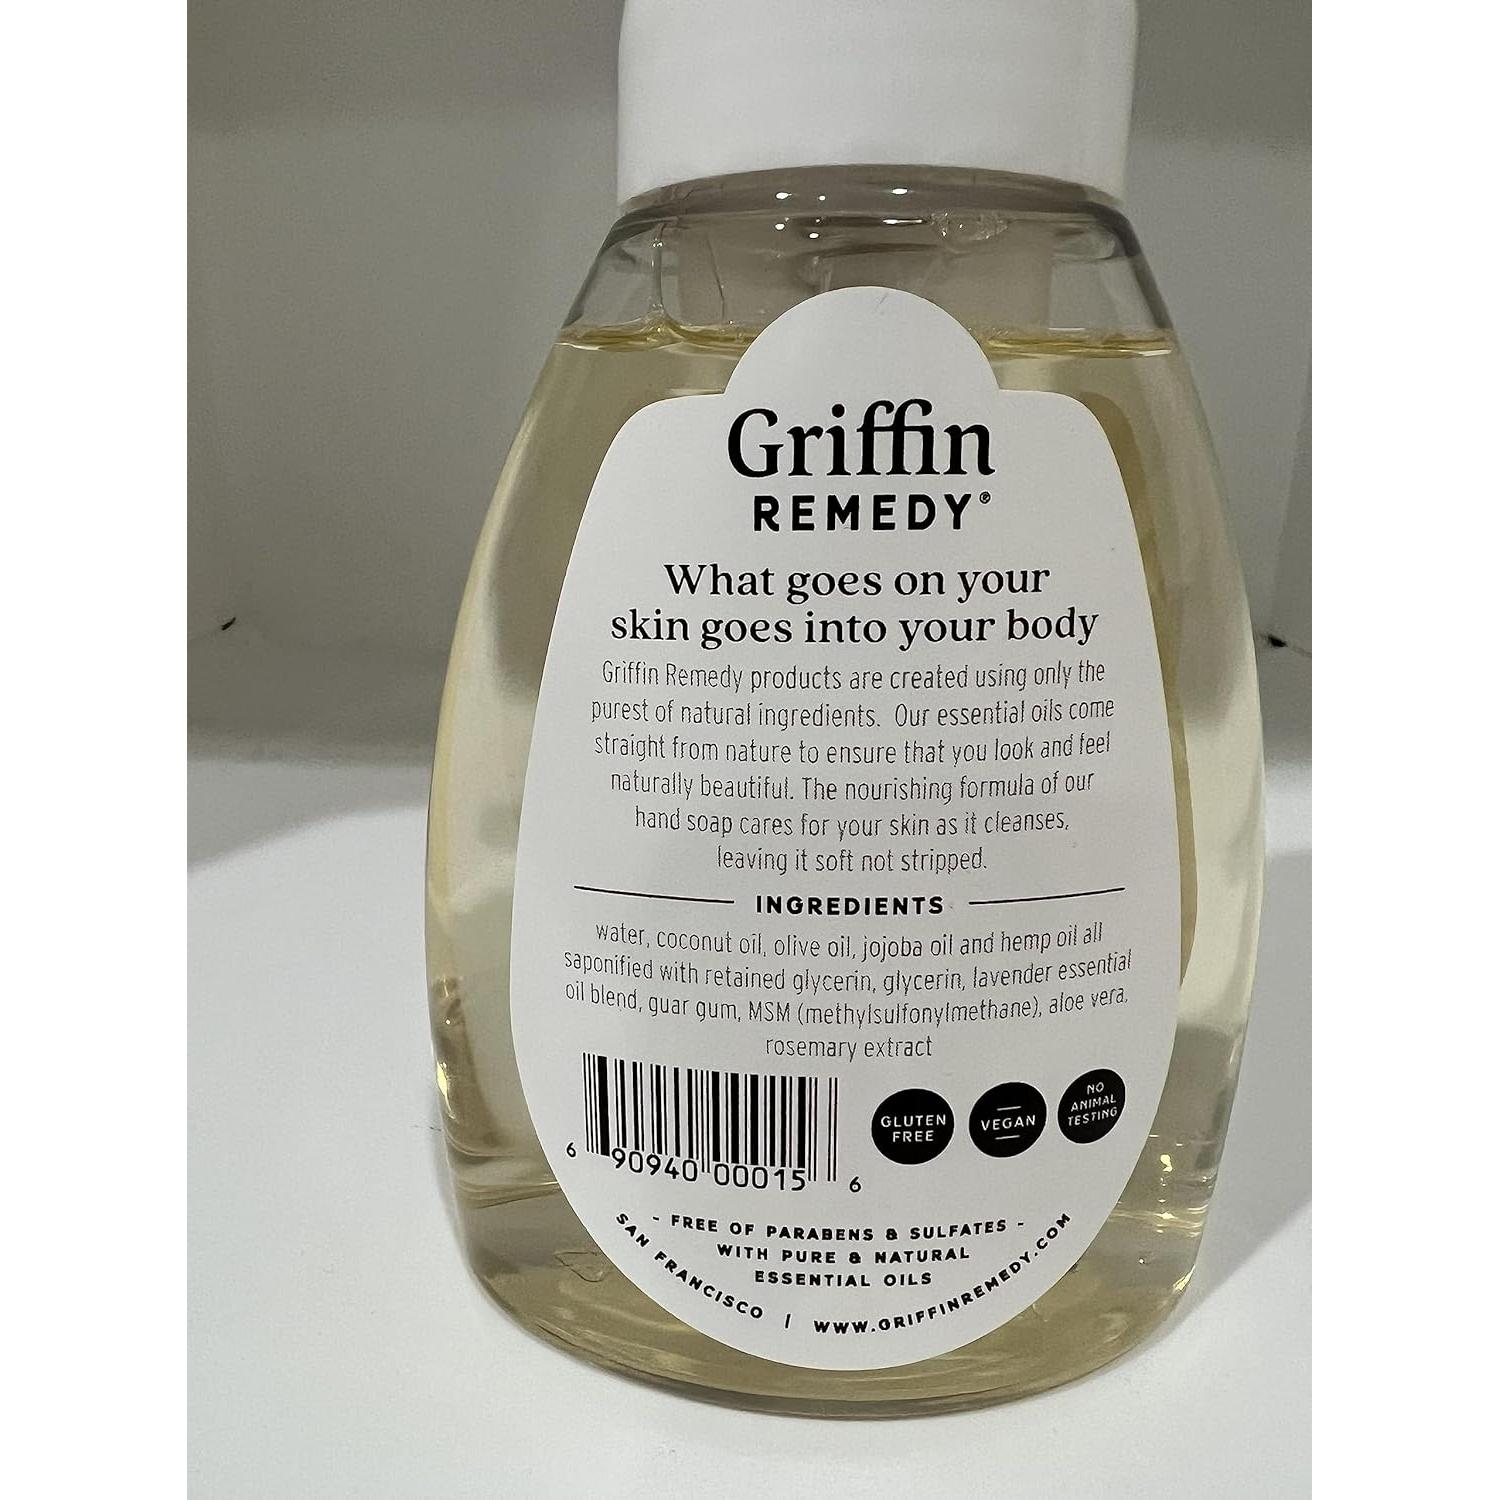 Griffin
REMEDY®
What goes on your
skin goes into your body
Griffin Remedy products are created using only the
purest of natural ingredients. Our essential oils come
straight from nature to ensure that you look and feel
naturally beautiful. The nourishing formula of our
hand soap cares for your skin as it cleanses,
leaving it soft not stripped.
INGREDIENTS
water, coconut oil, olive oil, jojoba oil and hemp oil all
saponified with retained glycerin, glycerin, lavender essential
oil blend, guar gum, MSM (methylsulfonylmethane), aloe vera,
rosemary extract
6 90940 00015 6
GLUTEN
FREE
VEGAN
NO
ANIMAL
TESTING
- FREE OF PARABENS & SULFATES -
WITH PURE & NATURAL
ESSENTIAL OILS
SAN FRANCISCO | WWW.GRIFFINREMEDY.COM